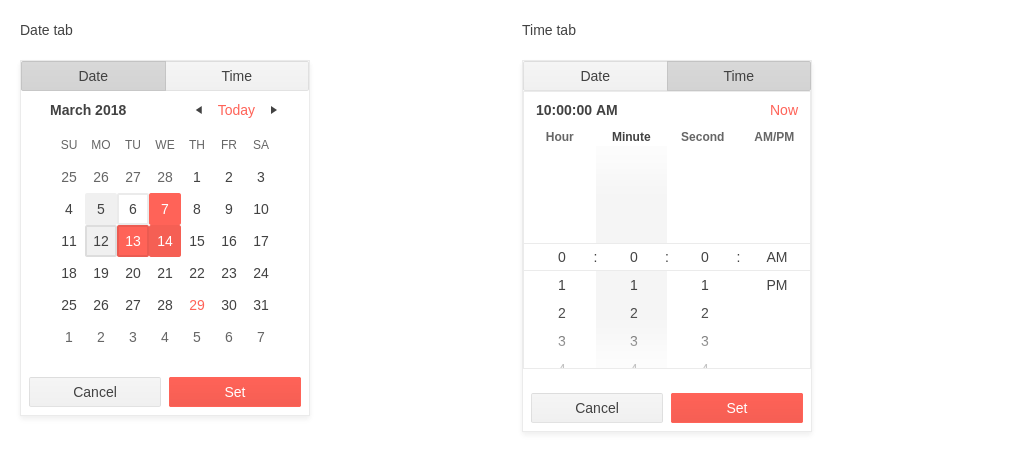 Date tab
Date Time
March 2018 ◄ Today ►
SU MO TU WE TH FR SA
25 26 27 28 1 2 3
4 5 6 7 8 9 10
11 12 13 14 15 16 17
18 19 20 21 22 23 24
25 26 27 28 29 30 31
1 2 3 4 5 6 7
Cancel Set
Time tab
Date Time
10:00:00 AM Now
Hour Minute Second AM/PM
0 : 0 : 0 : AM
1 1 1 PM
2 2 2
3 3 3
4 4 4
Cancel Set